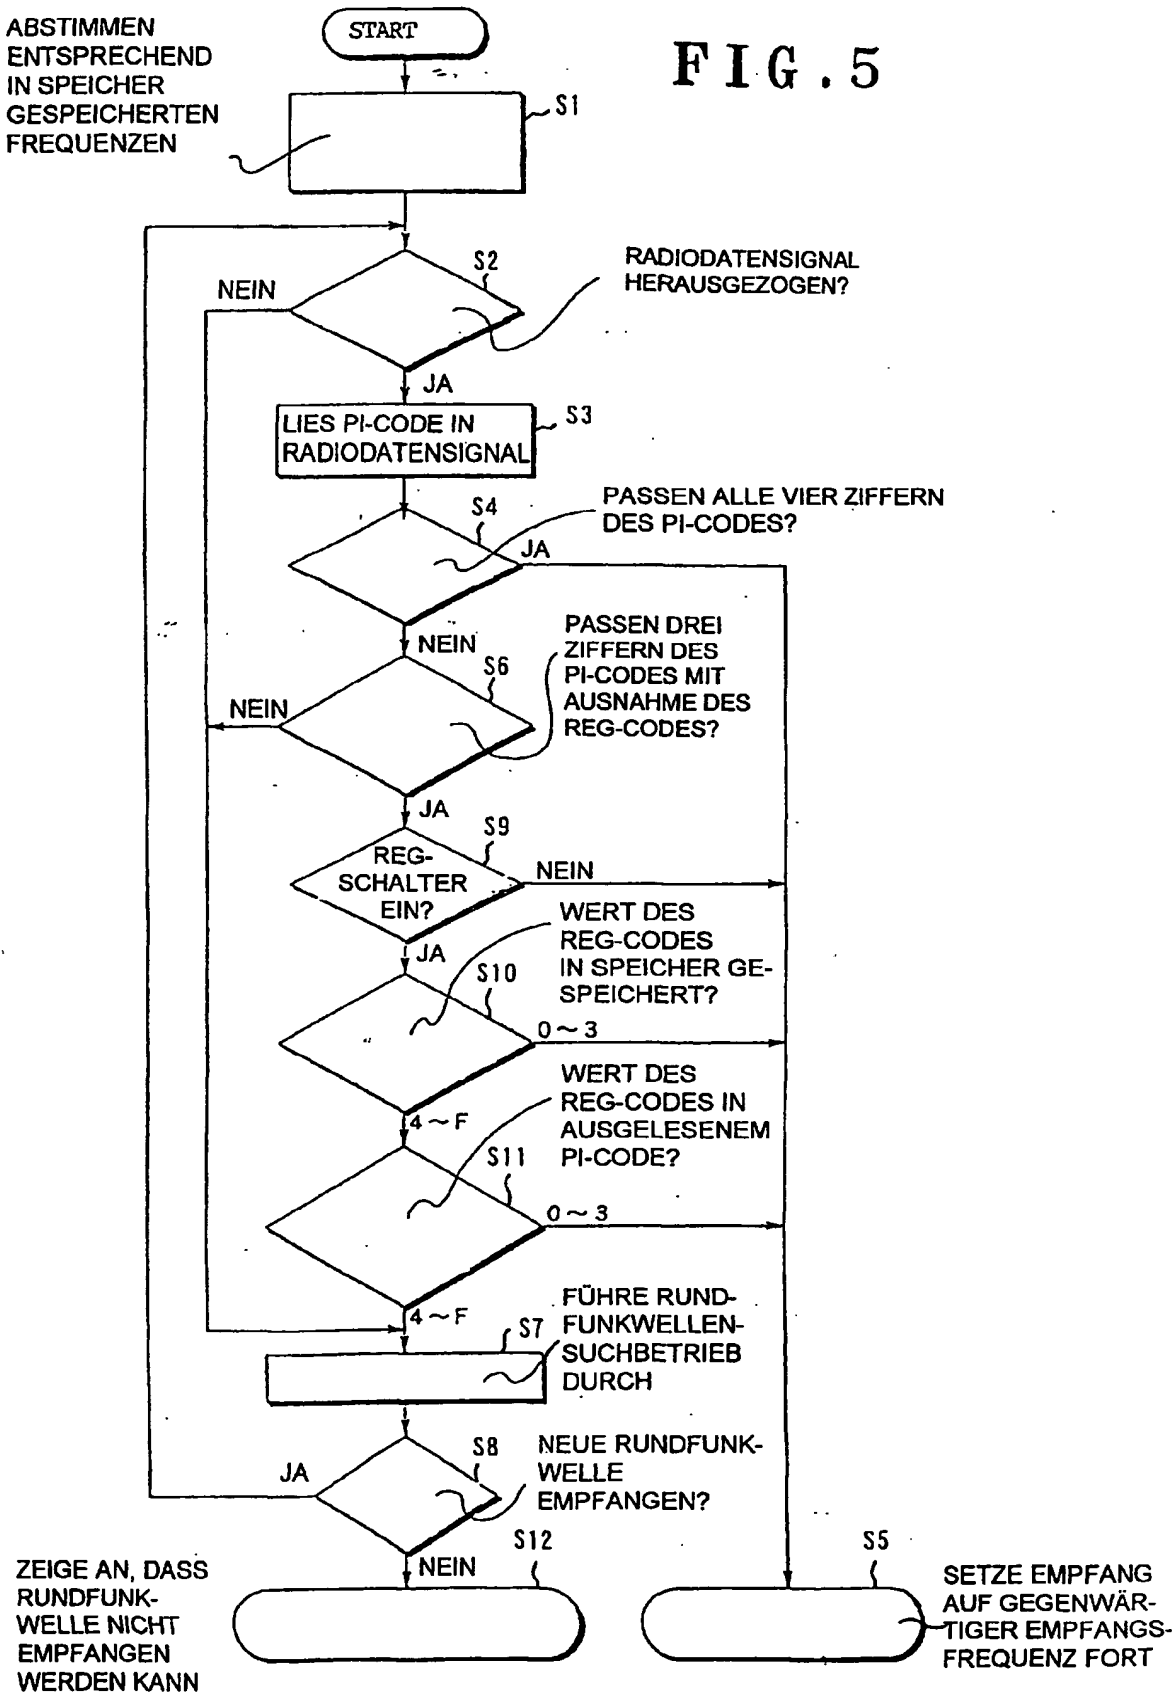 ABSTIMMEN
ENTSPRECHEND
IN SPEICHER
GESPEICHERTEN
FREQUENZEN
START
FIG.5
S1
S2
RADIODATENSIGNAL
HERAUSGEZOGEN?
NEIN
JA
LIES PI-CODE IN
RADIODATENSIGNAL
S3
S4
PASSEN ALLE VIER ZIFFERN
DES PI-CODES?
JA
NEIN
S6
PASSEN DREI
ZIFFERN DES
PI-CODES MIT
AUSNAHME DES
REG-CODES?
NEIN
JA
S9
REG-
SCHALTER
EIN?
NEIN
JA
WERT DES
REG-CODES
IN SPEICHER GE-
SPEICHERT?
S10
0~3
4~F
WERT DES
REG-CODES IN
AUSGELESENEM
PI-CODE?
S11
0~3
4~F
S7
FÜHRE RUND-
FUNKWELLEN-
SUCHBETRIEB
DURCH
S8
NEUE RUNDFUNK-
WELLE
EMPFANGEN?
JA
NEIN
S12
ZEIGE AN, DASS
RUNDFUNK-
WELLE NICHT
EMPFANGEN
WERDEN KANN
S5
SETZE EMPFANG
AUF GEGENWÄR-
TIGER EMPFANGS-
FREQUENZ FORT